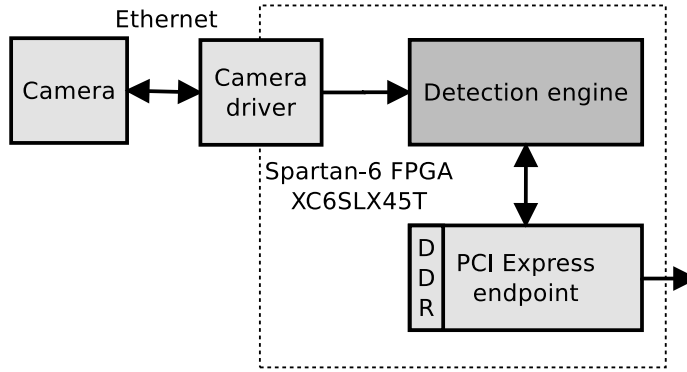 Ethernet
Camera
Camera
driver
Detection engine
Spartan-6 FPGA
XC6SLX45T
D
D
R
PCI Express
endpoint